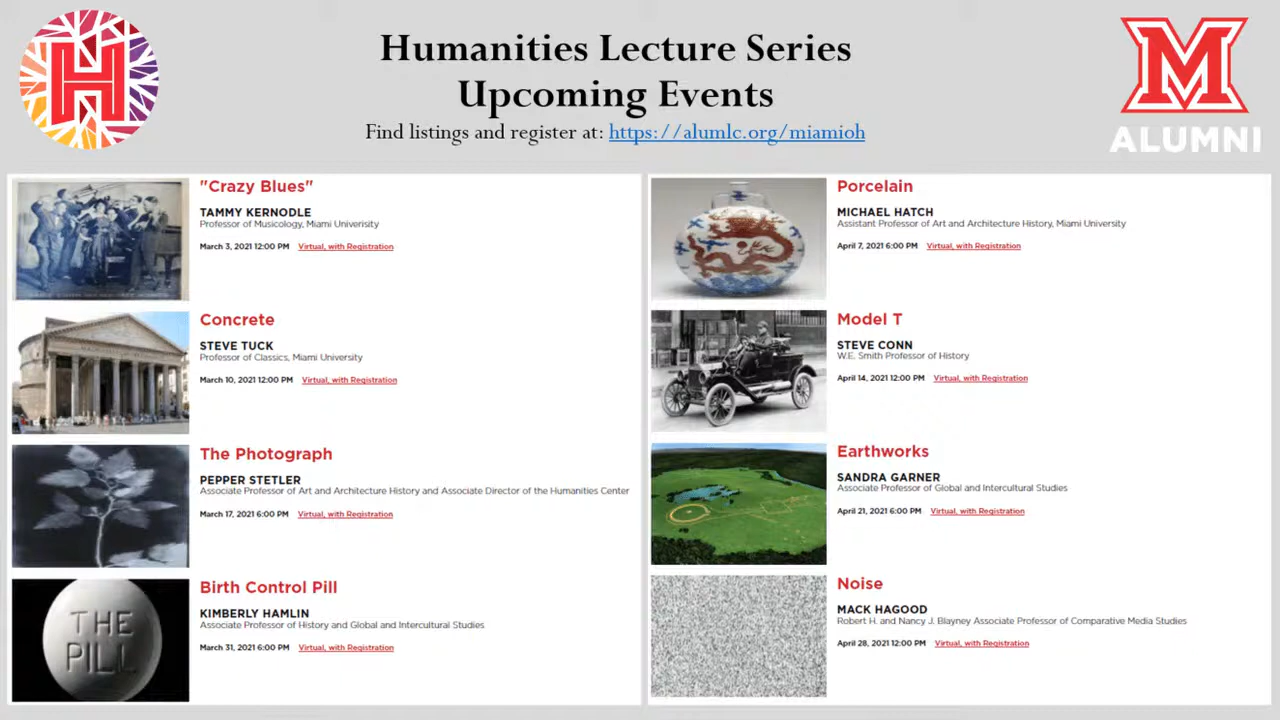 Humanities Lecture Series
Upcoming Events
Find listings and register at: https://alumlc.org/miamioh
H
M
ALUMNI
"Crazy Blues"
TAMMY KERNODLE
Professor of Musicology, Miami Univerisity
March 3, 2021 12:00 PM Virtual, with Registration
Concrete
STEVE TUCK
Professor of Classics, Miami University
March 10, 2021 12:00 PM Virtual, with Registration
The Photograph
PEPPER STETLER
Associate Professor of Art and Architecture History and Associate Director of the Humanities Center
March 17, 2021 6:00 PM Virtual, with Registration
THE
PILL
Birth Control Pill
KIMBERLY HAMLIN
Associate Professor of History and Global and Intercultural Studies
March 31, 2021 6:00 PM Virtual, with Registration
Porcelain
MICHAEL HATCH
Assistant Professor of Art and Architecture History, Miami University
April 7, 2021 6:00 PM Virtual, with Registration
Model T
STEVE CONN
W.E. Smith Professor of History
April 14, 2021 12:00 PM Virtual, with Registration
Earthworks
SANDRA GARNER
Associate Professor of Global and Intercultural Studies
April 21, 2021 6:00 PM Virtual, with Registration
Noise
MACK HAGOOD
Robert H. and Nancy J. Blayney Associate Professor of Comparative Media Studies
April 28, 2021 12:00 PM Virtual, with Registration